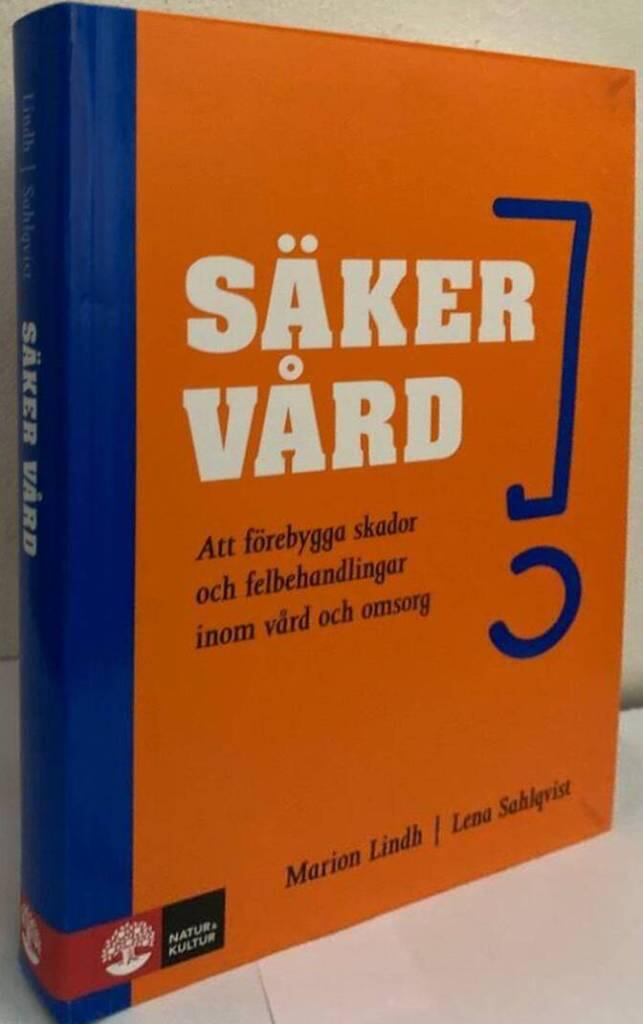 Lindh | Sahlqvist
SÄKER VÅRD
SÄKER
VÅRD
Att förebygga skador
och felbehandlingar
inom vård och omsorg
Marion Lindh | Lena Sahlqvist
NATUR &
KULTUR